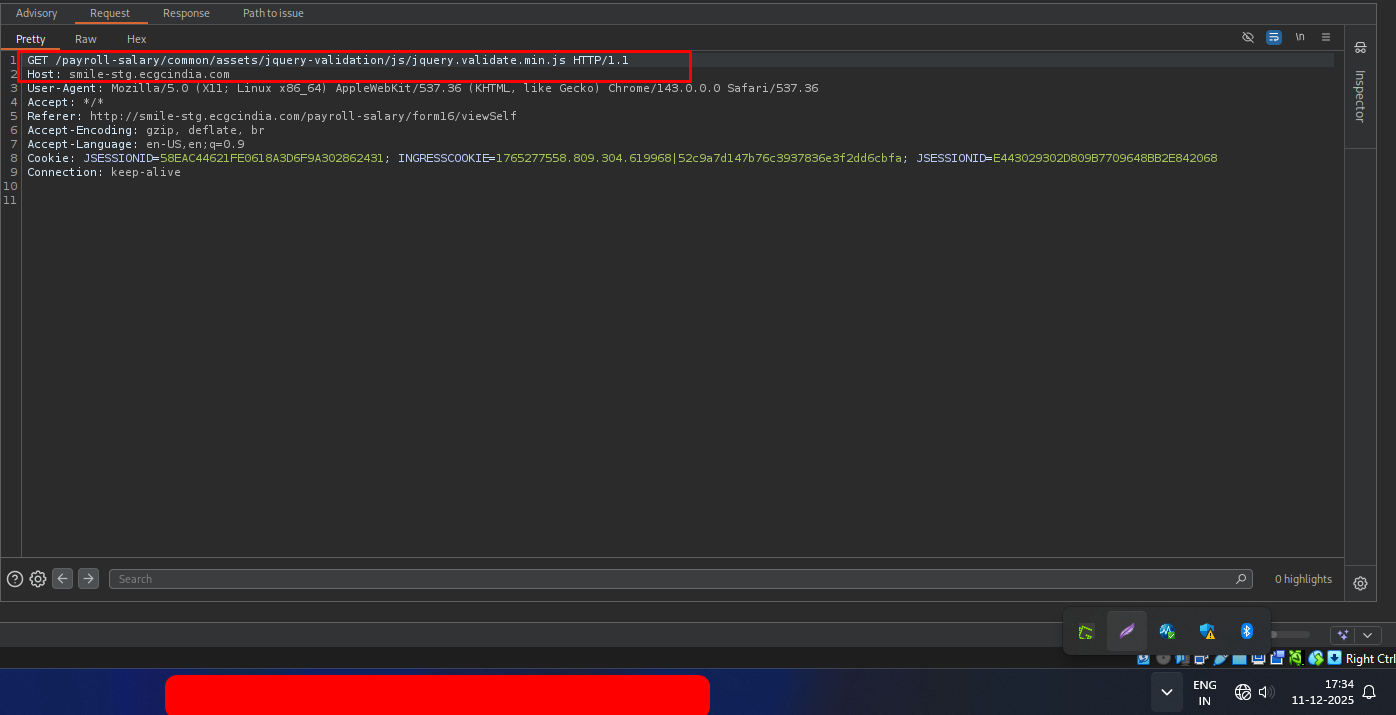 Advisory Request Response Path to issue
Pretty Raw Hex \n
1 GET /payroll-salary/common/assets/jquery-validation/js/jquery.validate.min.js HTTP/1.1
2 Host: smile-stg.ecgcindia.com
3 User-Agent: Mozilla/5.0 (X11; Linux x86_64) AppleWebKit/537.36 (KHTML, like Gecko) Chrome/143.0.0.0 Safari/537.36
4 Accept: */*
5 Referer: http://smile-stg.ecgcindia.com/payroll-salary/form16/viewSelf
6 Accept-Encoding: gzip, deflate, br
7 Accept-Language: en-US,en;q=0.9
8 Cookie: JSESSIONID=58EAC44621FE0618A3D6F9A302862431; INGRESSCOOKIE=1765277558.809.304.619968|52c9a7d147b76c3937836e3f2dd6cbfa; JSESSIONID=E443029302D809B7709648BB2E842068
9 Connection: keep-alive
10
11
Inspector
Search 0 highlights
Right Ctrl
ENG 17:34
IN 11-12-2025